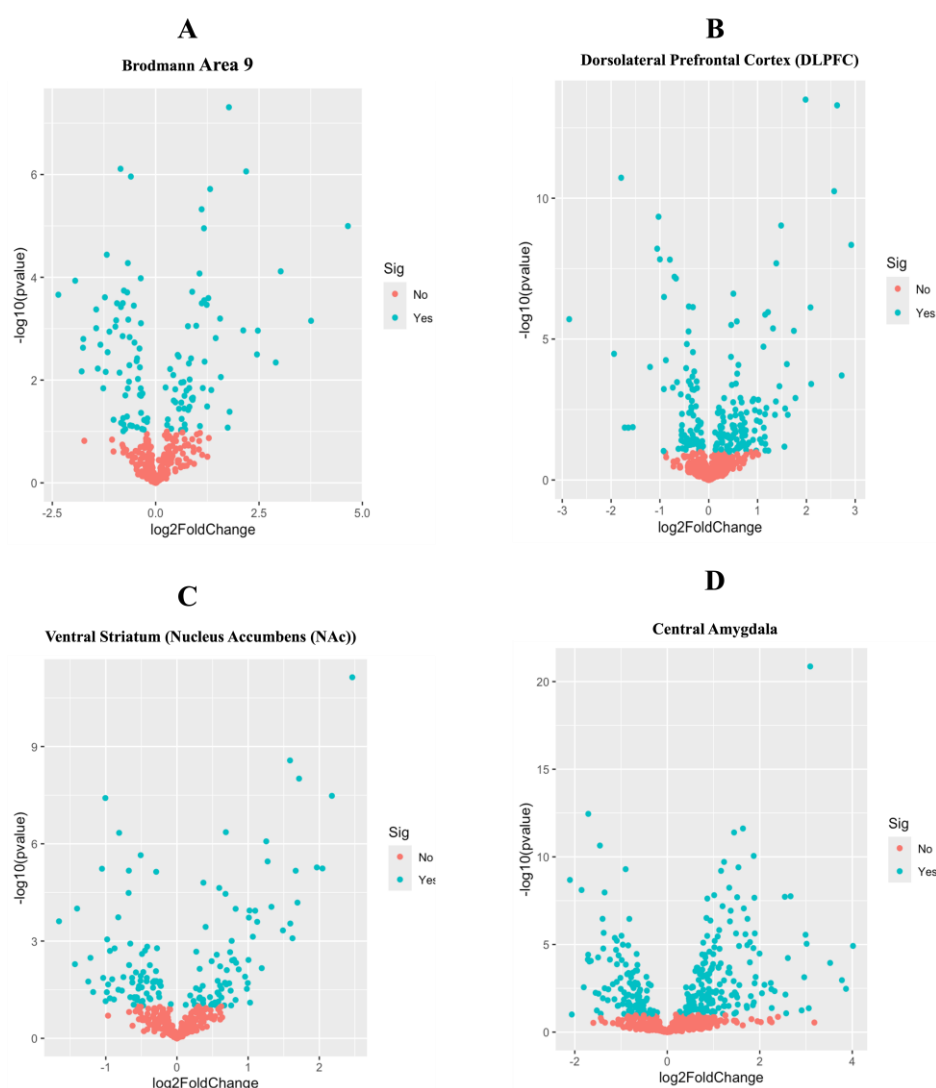 A
Brodmann Area 9
-log10(pvalue)
6
4
2
0
-2.5
0.0
2.5
5.0
log2FoldChange
Sig
No
Yes
B
Dorsolateral Prefrontal Cortex (DLPFC)
-log10(pvalue)
10
5
0
-3
-2
-1
0
1
2
3
log2FoldChange
Sig
No
Yes
C
Ventral Striatum (Nucleus Accumbens (NAc))
-log10(pvalue)
9
6
3
0
-1
0
1
2
log2FoldChange
Sig
No
Yes
D
Central Amygdala
-log10(pvalue)
20
15
10
5
0
-2
0
2
4
log2FoldChange
Sig
No
Yes